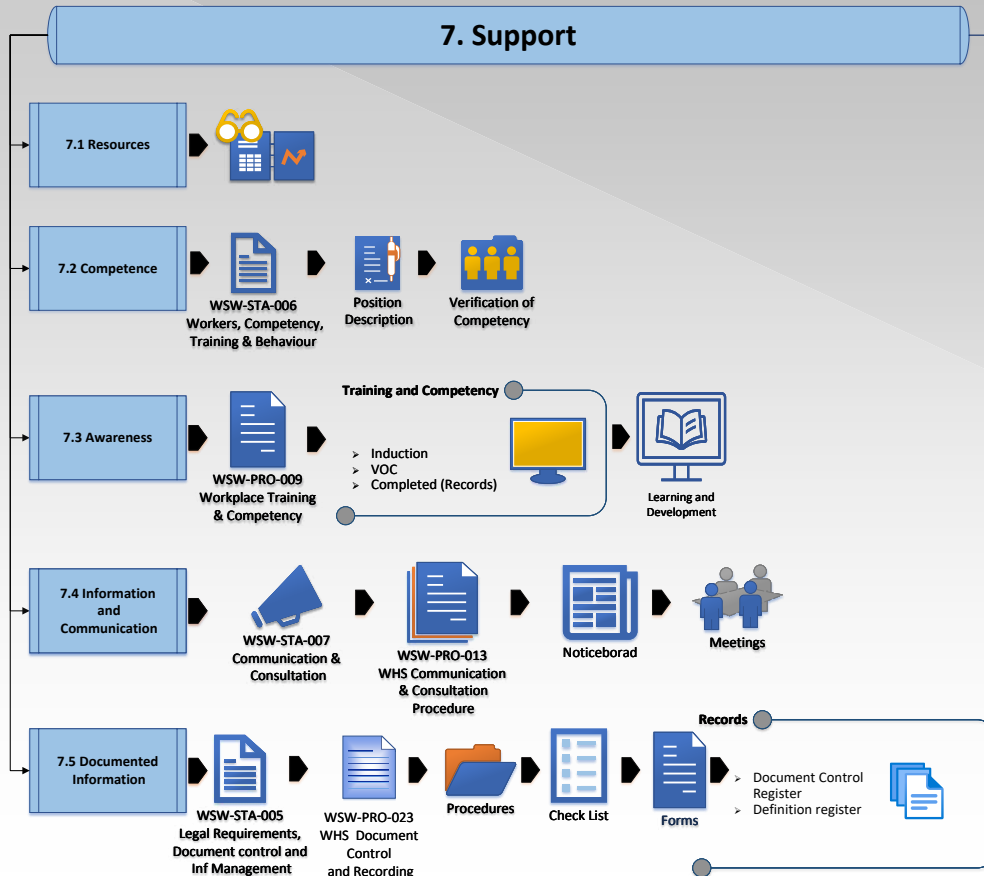 7. Support
7.1 Resources
7.2 Competence
WSW-STA-006
Workers, Competency,
Training & Behaviour
Position
Description
Verification of
Competency
7.3 Awareness
WSW-PRO-009
Workplace Training
& Competency
Training and Competency
➢ Induction
➢ VOC
➢ Completed (Records)
Learning and
Development
7.4 Information
and
Communication
WSW-STA-007
Communication &
Consultation
WSW-PRO-013
WHS Communication
& Consultation
Procedure
Noticeborad
Meetings
7.5 Documented
Information
WSW-STA-005
Legal Requirements,
Document control and
Inf Management
WSW-PRO-023
WHS Document
Control
and Recording
Procedures
Check List
Forms
Records
➢ Document Control
Register
➢ Definition register